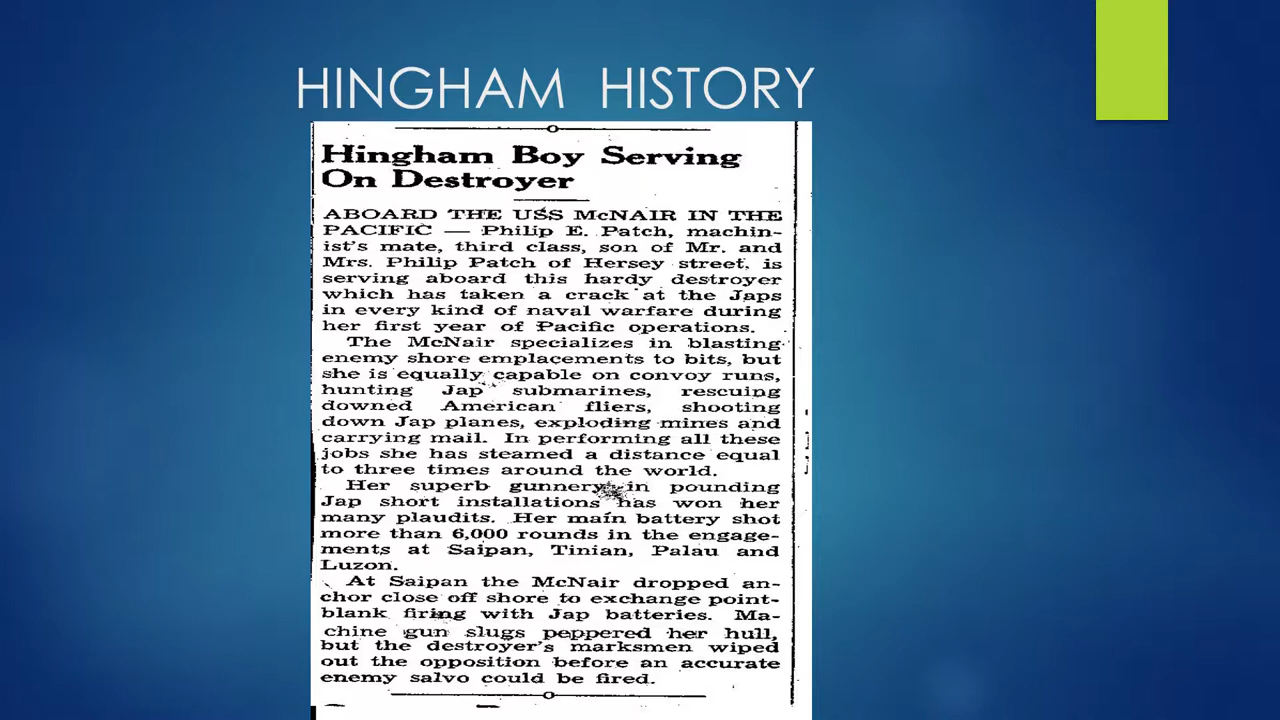 HINGHAM HISTORY
Hingham Boy Serving
On Destroyer
ABOARD THE USS McNAIR IN THE
PACIFIC — Philip E. Patch, machin-
ist's mate, third class, son of Mr. and
Mrs. Philip Patch of Hersey street, is
serving aboard this hardy destroyer
which has taken a crack at the Japs
in every kind of naval warfare during
her first year of Pacific operations.
The McNair specializes in blasting
enemy shore emplacements to bits, but
she is equally capable on convoy runs,
hunting Jap submarines, rescuing
downed American fliers, shooting
down Jap planes, exploding mines and
carrying mail. In performing all these
jobs she has steamed a distance equal
to three times around the world.
Her superb gunnery in pounding
Jap short installations has won her
many plaudits. Her main battery shot
more than 6,000 rounds in the engage-
ments at Saipan, Tinian, Palau and
Luzon.
At Saipan the McNair dropped an-
chor close off shore to exchange point-
blank firing with Jap batteries. Ma-
chine gun slugs peppered her hull,
but the destroyer's marksmen wiped
out the opposition before an accurate
enemy salvo could be fired.